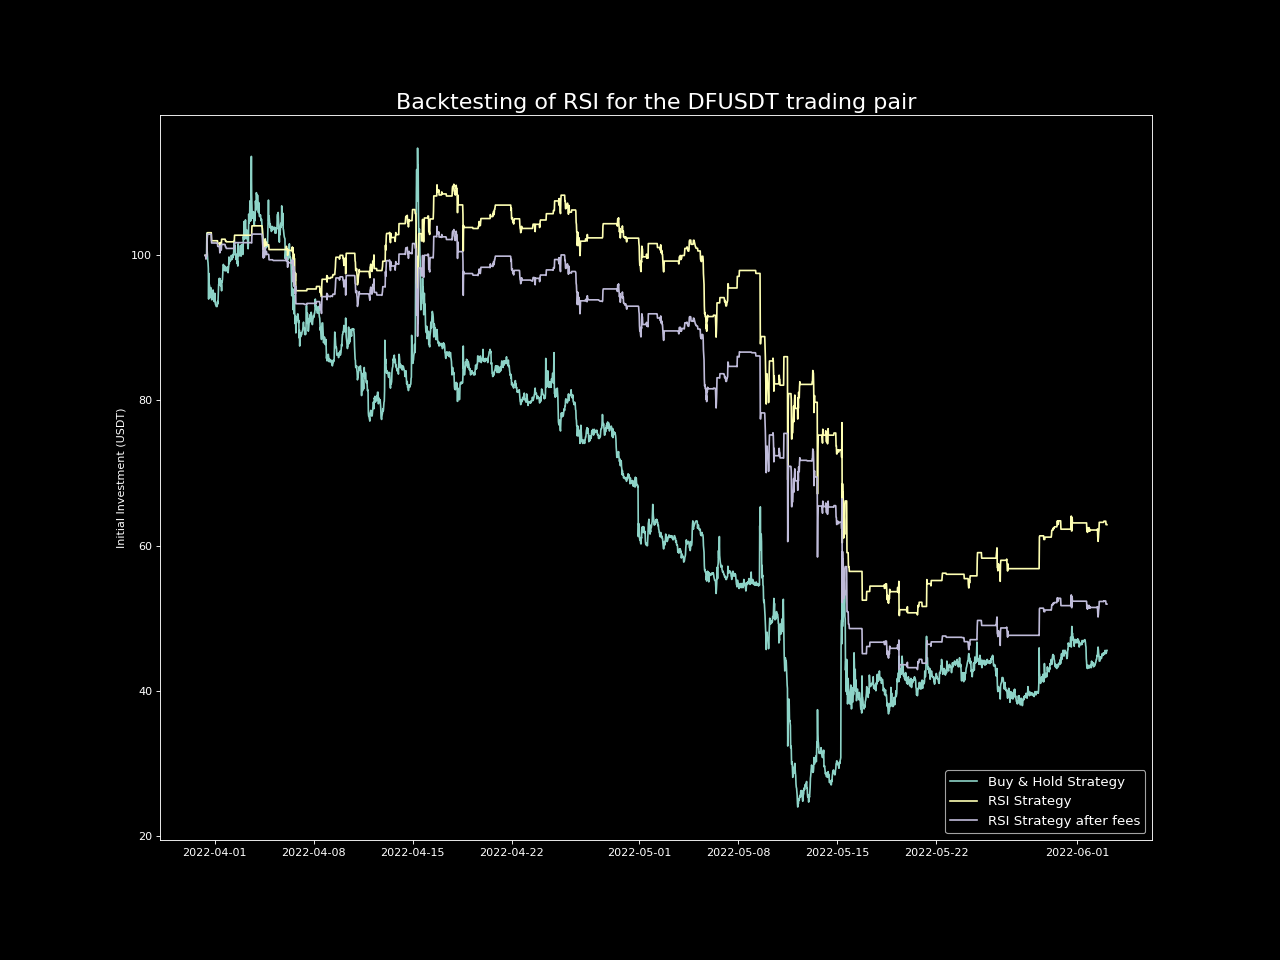 Backtesting of RSI for the DFUSDT trading pair
Initial Investment (USDT)
100
80
60
40
20
2022-04-01
2022-04-08
2022-04-15
2022-04-22
2022-05-01
2022-05-08
2022-05-15
2022-05-22
2022-06-01
Buy & Hold Strategy
RSI Strategy
RSI Strategy after fees